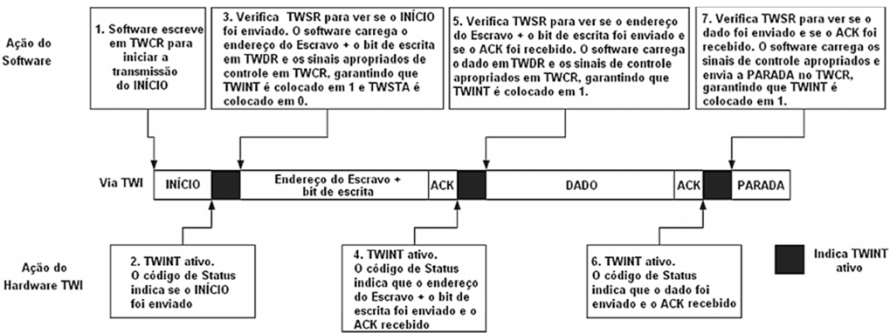 Ação do
Software
1. Software escreve
em TWCR para
iniciar a
transmissão
do INÍCIO
3. Verifica TWSR para ver se o INÍCIO
foi enviado. O software carrega o
endereço do Escravo + o bit de escrita
em TWDR e os sinais apropriados de
controle em TWCR, garantindo que
TWINT é colocado em 1 e TWSTA é
colocado em 0.
5. Verifica TWSR para ver se o endereço
do Escravo + o bit de escrita foi enviado e
se o ACK foi recebido. O software carrega
o dado em TWDR e os sinais de controle
apropriados em TWCR, garantindo que
TWINT é colocado em 1.
7. Verifica TWSR para ver se o
dado foi enviado e se o ACK foi
recebido. O software carrega os
sinais de controle apropriados e
envia a PARADA no TWCR,
garantindo que TWINT é
colocado em 1.
Via TWI
INÍCIO
Endereço do Escravo +
bit de escrita
ACK
DADO
ACK
PARADA
Ação do
Hardware TWI
2. TWINT ativo.
O código de Status
indica se o INÍCIO
foi enviado
4. TWINT ativo.
O código de Status
indica que o endereço
do Escravo + o bit de
escrita foi enviado e o
ACK recebido
6. TWINT ativo.
O código de Status
indica que o dado foi
enviado e o ACK recebido
Indica TWINT
ativo